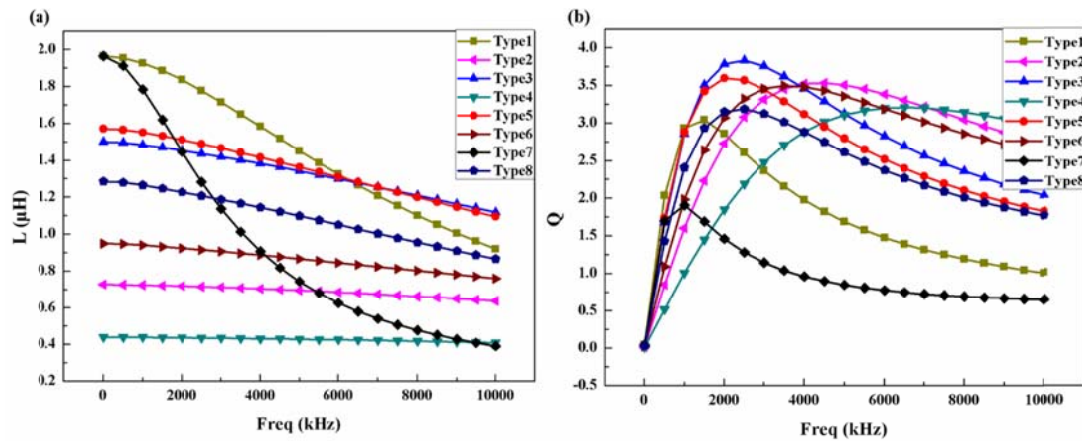 (a)
2.0
1.8
1.6
1.4
1.2
1.0
0.8
0.6
0.4
0.2
L (μH)
0
2000
4000
6000
8000
10000
Freq (kHz)
Type1
Type2
Type3
Type4
Type5
Type6
Type7
Type8
(b)
4.0
3.5
3.0
2.5
2.0
1.5
1.0
0.5
0.0
-0.5
Q
0
2000
4000
6000
8000
10000
Freq (kHz)
Type1
Type2
Type3
Type4
Type5
Type6
Type7
Type8